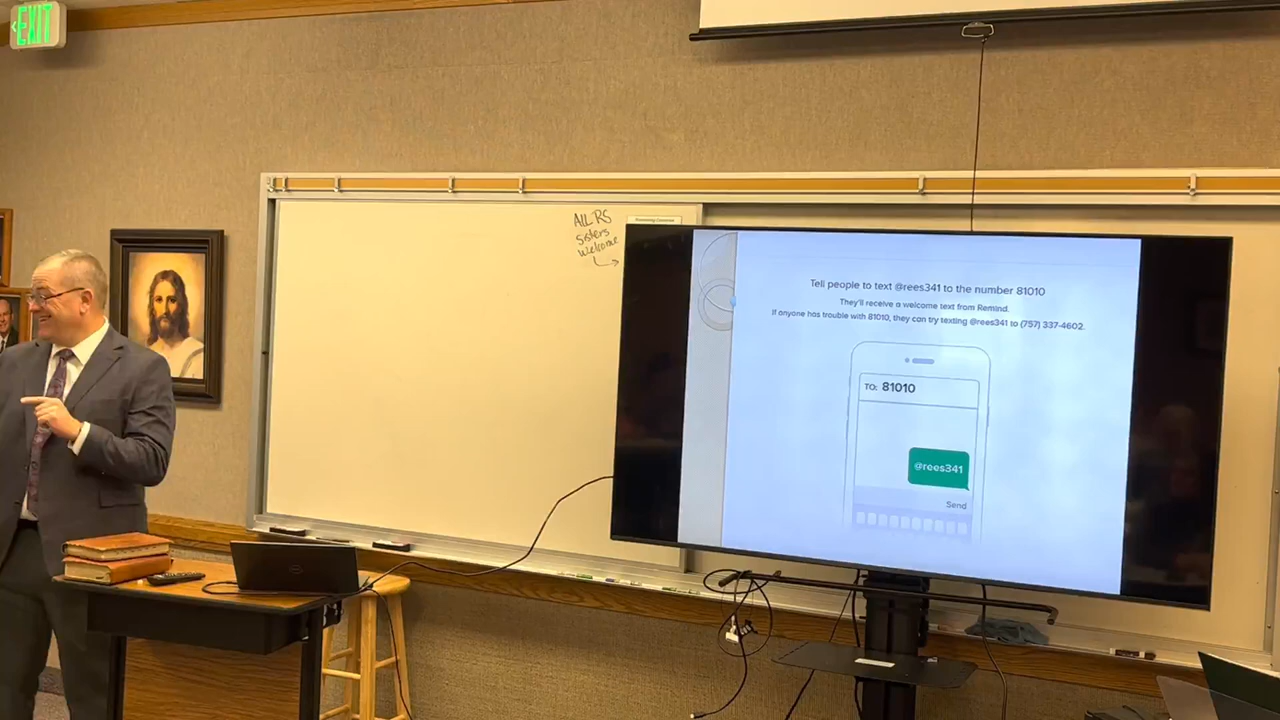 EXIT
All RS
Sisters
Welcome
Tell people to text @rees341 to the number 81010
They'll receive a welcome text from Remind.
If anyone has trouble with 81010, they can try texting @rees341 to (757) 337-4602.
TO: 81010
@rees341
Send